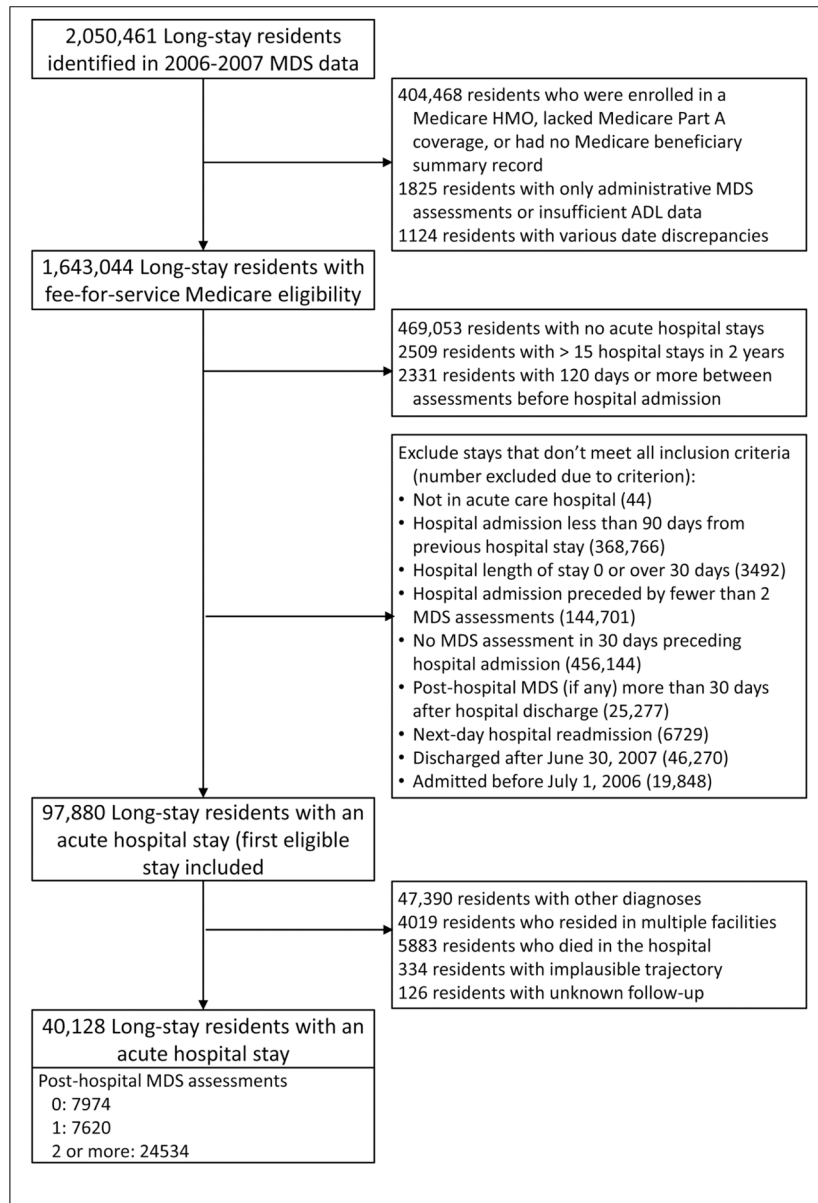 2,050,461 Long-stay residents
identified in 2006-2007 MDS data
404,468 residents who were enrolled in a
Medicare HMO, lacked Medicare Part A
coverage, or had no Medicare beneficiary
summary record
1825 residents with only administrative MDS
assessments or insufficient ADL data
1124 residents with various date discrepancies
1,643,044 Long-stay residents with
fee-for-service Medicare eligibility
469,053 residents with no acute hospital stays
2509 residents with > 15 hospital stays in 2 years
2331 residents with 120 days or more between
assessments before hospital admission
Exclude stays that don't meet all inclusion criteria
(number excluded due to criterion):
• Not in acute care hospital (44)
• Hospital admission less than 90 days from
previous hospital stay (368,766)
• Hospital length of stay 0 or over 30 days (3492)
• Hospital admission preceded by fewer than 2
MDS assessments (144,701)
• No MDS assessment in 30 days preceding
hospital admission (456,144)
• Post-hospital MDS (if any) more than 30 days
after hospital discharge (25,277)
• Next-day hospital readmission (6729)
• Discharged after June 30, 2007 (46,270)
• Admitted before July 1, 2006 (19,848)
97,880 Long-stay residents with an
acute hospital stay (first eligible
stay included
47,390 residents with other diagnoses
4019 residents who resided in multiple facilities
5883 residents who died in the hospital
334 residents with implausible trajectory
126 residents with unknown follow-up
40,128 Long-stay residents with an
acute hospital stay
Post-hospital MDS assessments
0: 7974
1: 7620
2 or more: 24534